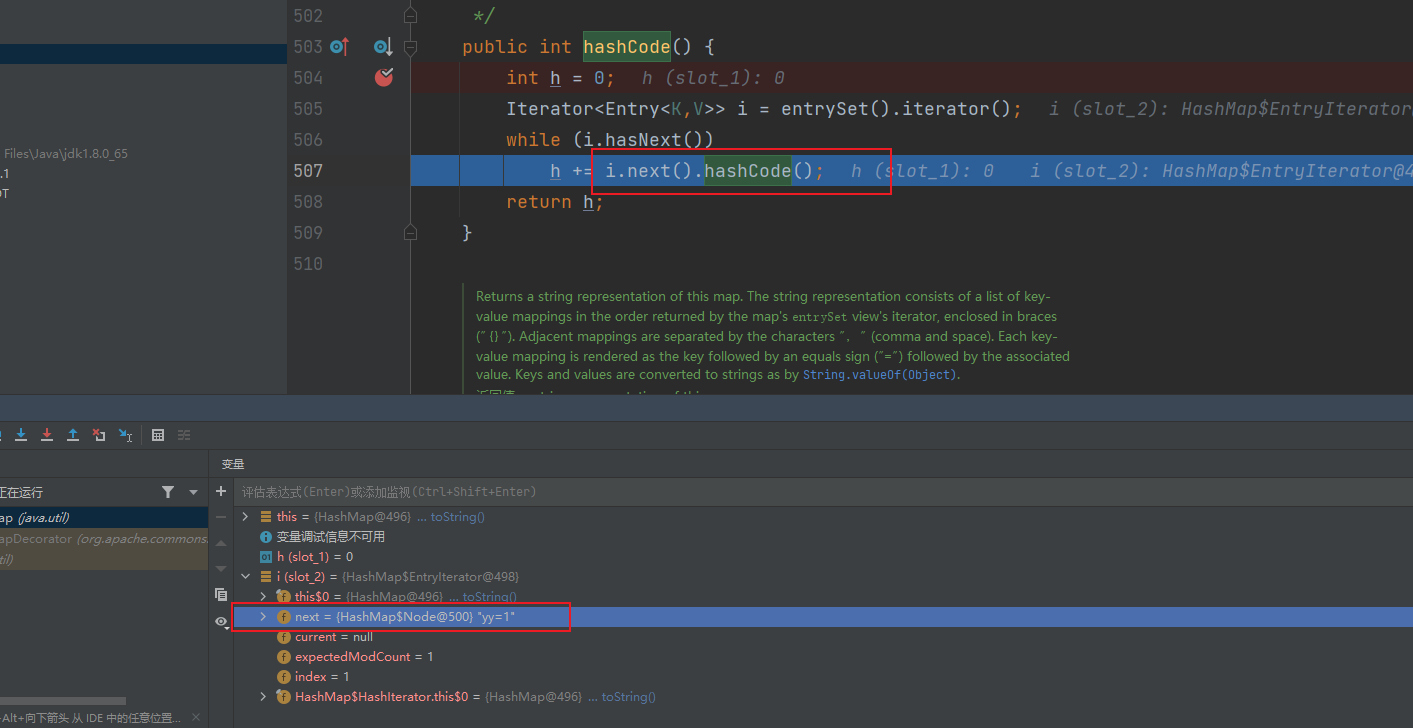 502 */
503 public int hashCode() {
504 int h = 0; h (slot_1): 0
505 Iterator<Entry<K,V>> i = entrySet().iterator(); i (slot_2): HashMap$EntryIterator
506 while (i.hasNext())
Files\Java\jdk1.8.0_65
.1
507 h += i.next().hashCode(); h (slot_1): 0 i (slot_2): HashMap$EntryIterator@4
OT
508 return h;
509 }
510
Returns a string representation of this map. The string representation consists of a list of key-
value mappings in the order returned by the map's entrySet view's iterator, enclosed in braces
("{}"). Adjacent mappings are separated by the characters ", " (comma and space). Each key-
value mapping is rendered as the key followed by an equals sign ("=") followed by the associated
value. Keys and values are converted to strings as by String.valueOf(Object).
变量
正在运行
评估表达式(Enter)或添加监视(Ctrl+Shift+Enter)
ap (java.util)
apDecorator (org.apache.commons.
til)
this = {HashMap@496} ... toString()
变量调试信息不可用
h (slot_1) = 0
i (slot_2) = {HashMap$EntryIterator@498}
this$0 = {HashMap@496} ... toString()
next = {HashMap$Node@500} "yy=1"
current = null
expectedModCount = 1
index = 1
HashMap$HashIterator.this$0 = {HashMap@496} ... toString()
+Alt+向下箭头 从 IDE 中的任意位置...